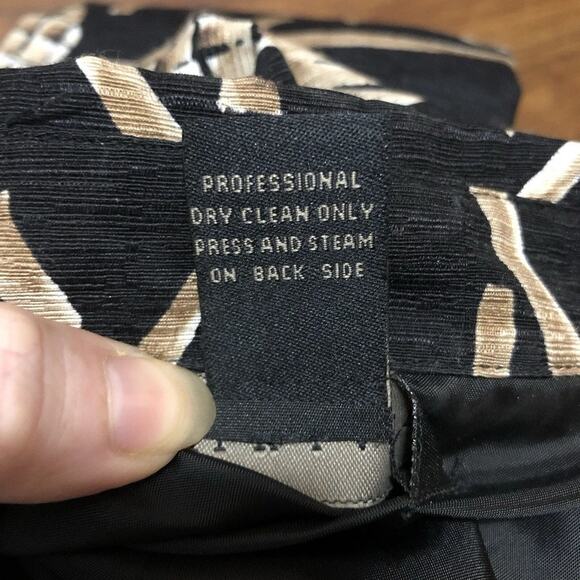 PROFESSIONAL
DRY CLEAN ONLY
PRESS AND STEAM
ON BACK SIDE